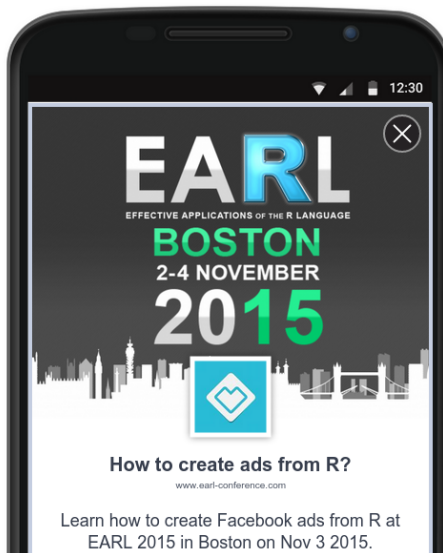 12:30
EARL
EFFECTIVE APPLICATIONS OF THE R LANGUAGE
BOSTON
2-4 NOVEMBER
2015
How to create ads from R?
www.earl-conference.com
Learn how to create Facebook ads from R at
EARL 2015 in Boston on Nov 3 2015.